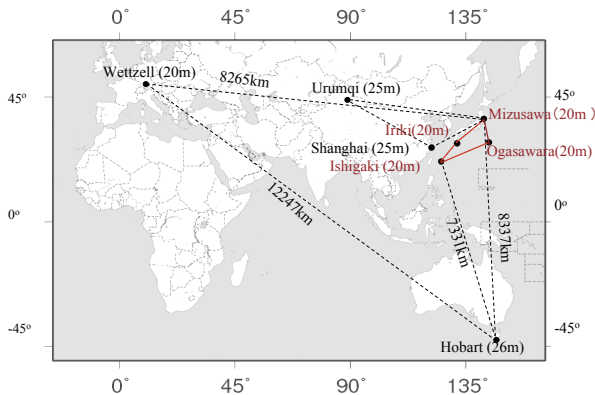 0° 45° 90° 135°
Wettzell (20m)
8265km
Urumqi (25m)
45° 45°
Mizusawa(20m )
Iriki(20m)
Shanghai (25m)
Ogasawara(20m)
Ishigaki (20m)
12247km
0° 0°
7331km
8337km
-45° -45°
Hobart (26m)
0° 45° 90° 135°